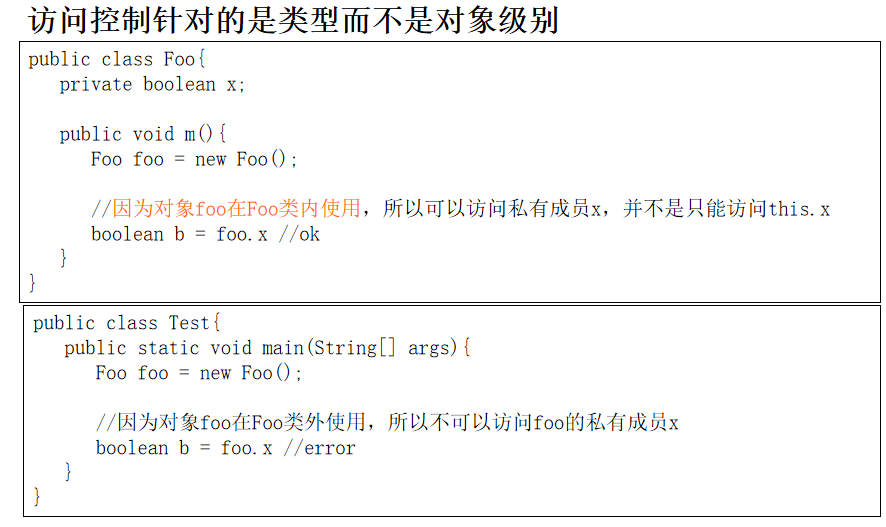 访问控制针对的是类型而不是对象级别
public class Foo{
private boolean x;
public void m(){
Foo foo = new Foo();
//因为对象foo在Foo类内使用，所以可以访问私有成员x，并不是只能访问this.x
boolean b = foo.x //ok
}
}
public class Test{
public static void main(String[] args){
Foo foo = new Foo();
//因为对象foo在Foo类外使用，所以不可以访问foo的私有成员x
boolean b = foo.x //error
}
}